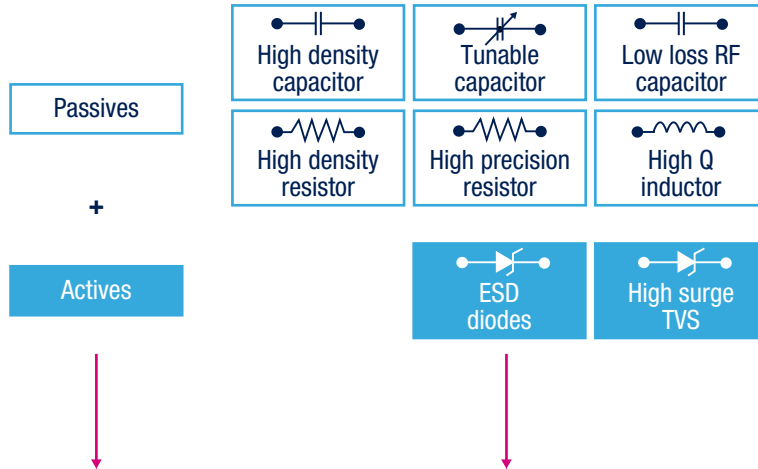 High density
capacitor
Tunable
capacitor
Low loss RF
capacitor
Passives
High density
resistor
High precision
resistor
High Q
inductor
+
Actives
ESD
diodes
High surge
TVS